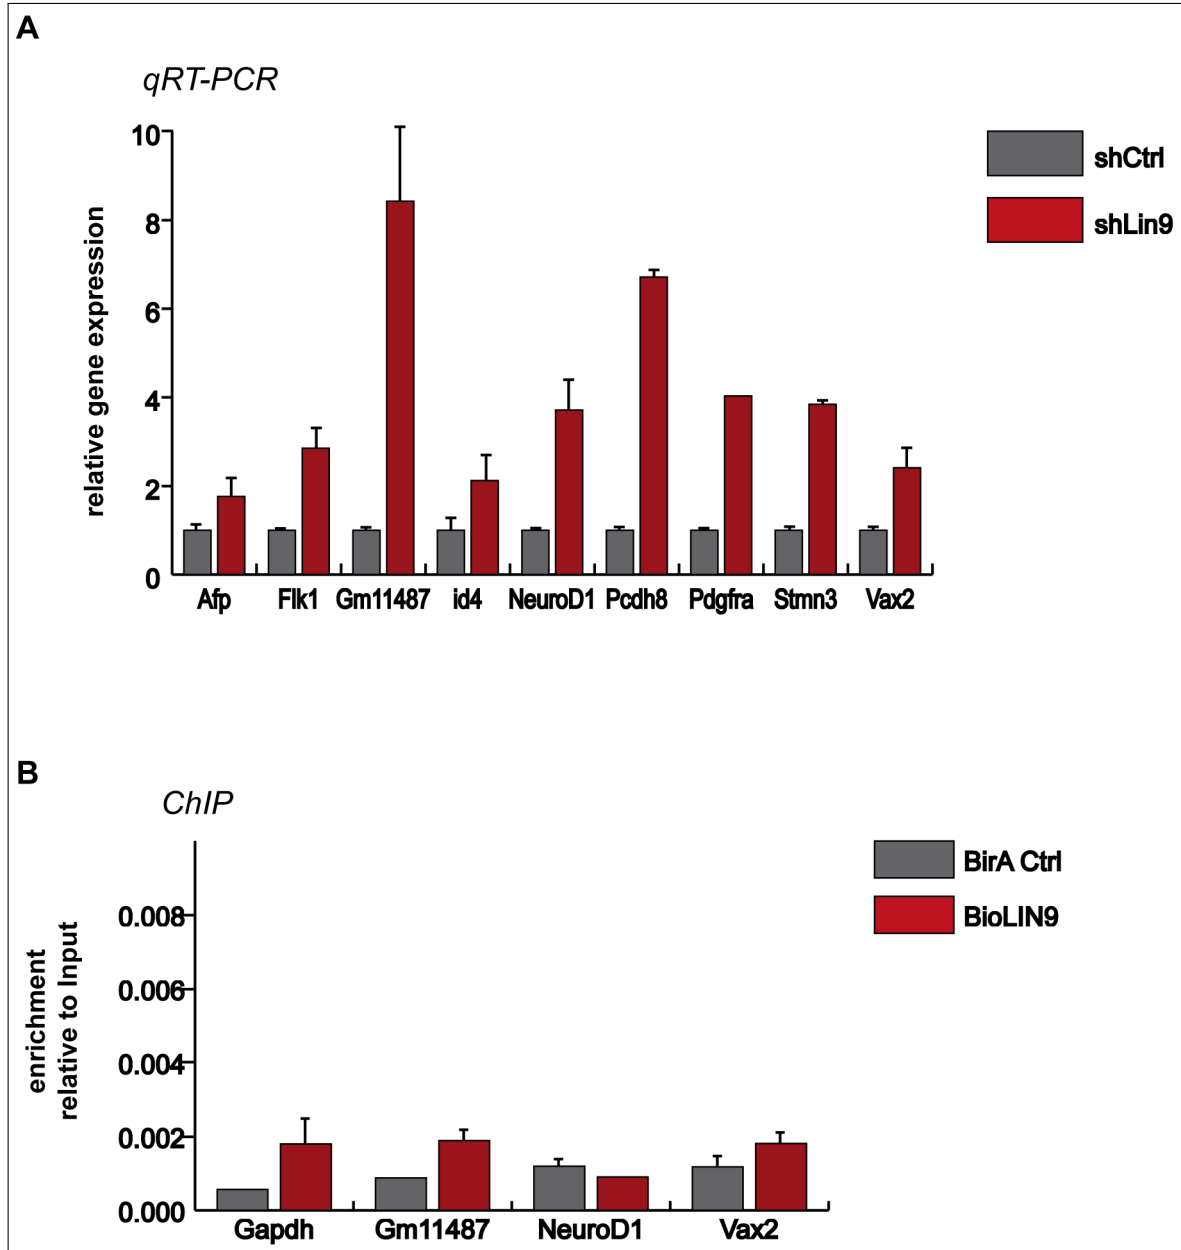 A
qRT-PCR
relative gene expression
10
8
6
4
2
0
Afp Flk1 Gm11487 id4 NeuroD1 Pcdh8 Pdgfra Stmn3 Vax2
shCtrl
shLin9
B
ChIP
enrichment
relative to Input
0.008
0.006
0.004
0.002
0.000
Gapdh Gm11487 NeuroD1 Vax2
BirA Ctrl
BioLIN9